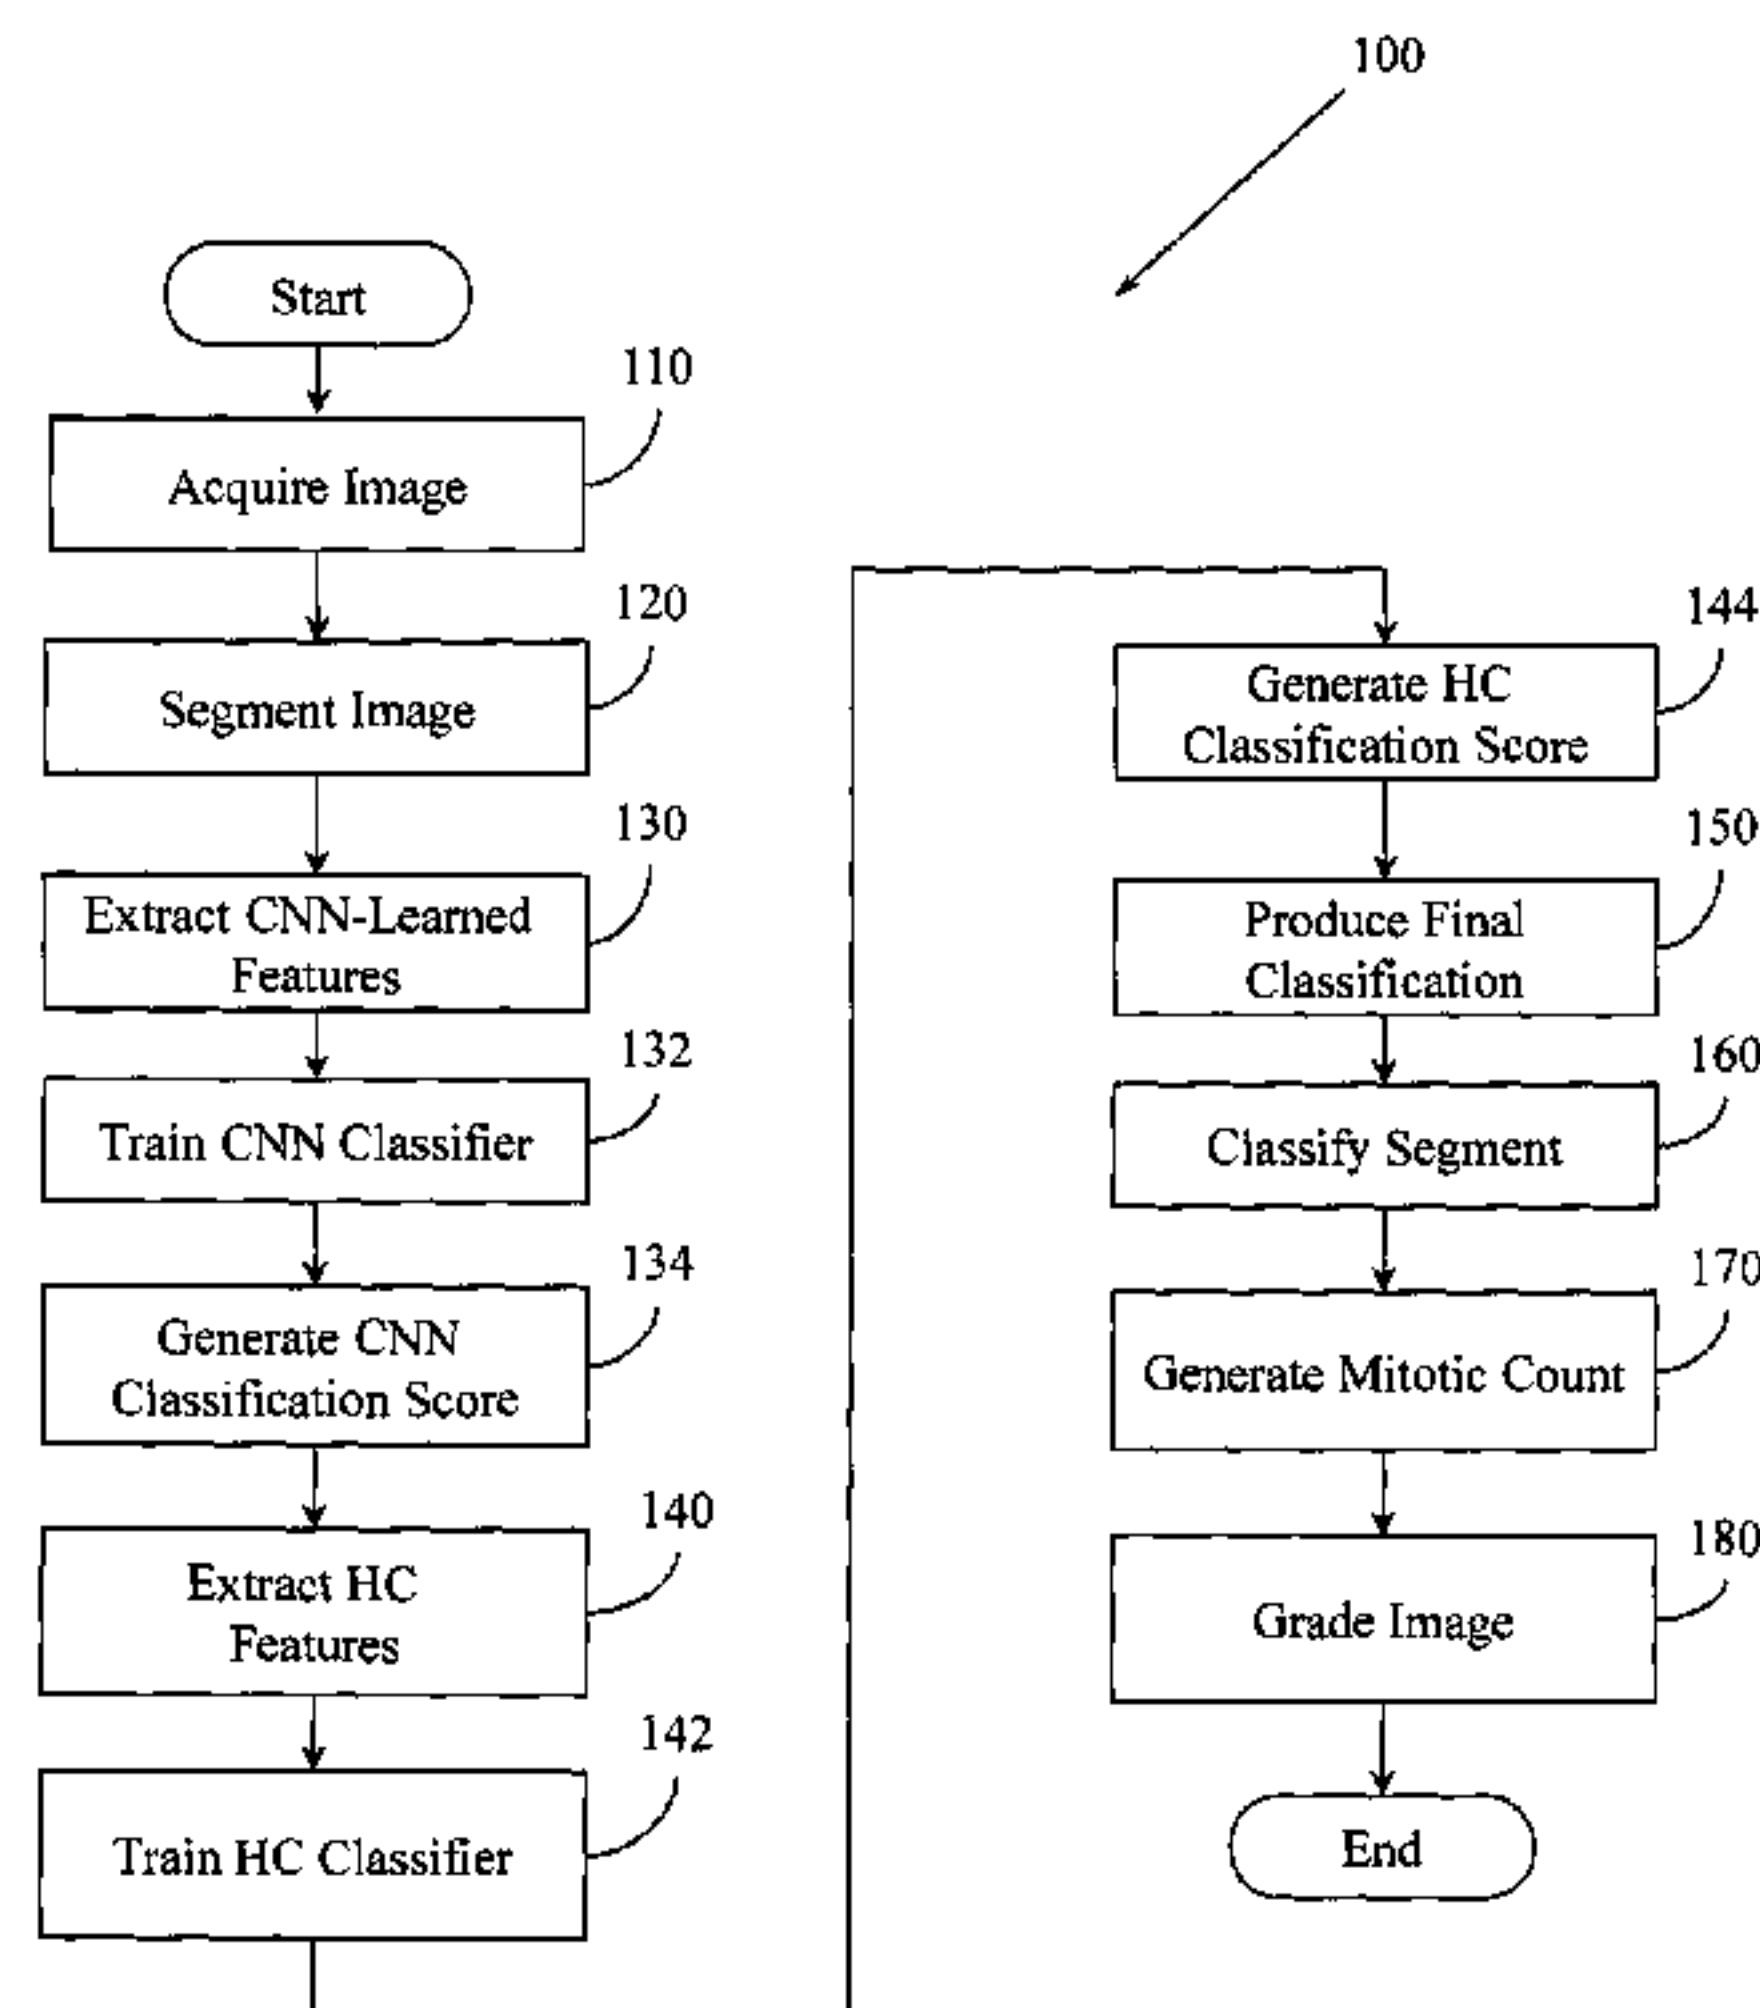 100
Start
110
Acquire Image
120
Segment Image
130
Extract CNN-Learned
Features
132
Train CNN Classifier
134
Generate CNN
Classification Score
140
Extract HC
Features
142
Train HC Classifier
144
Generate HC
Classification Score
150
Produce Final
Classification
160
Classify Segment
170
Generate Mitotic Count
180
Grade Image
End